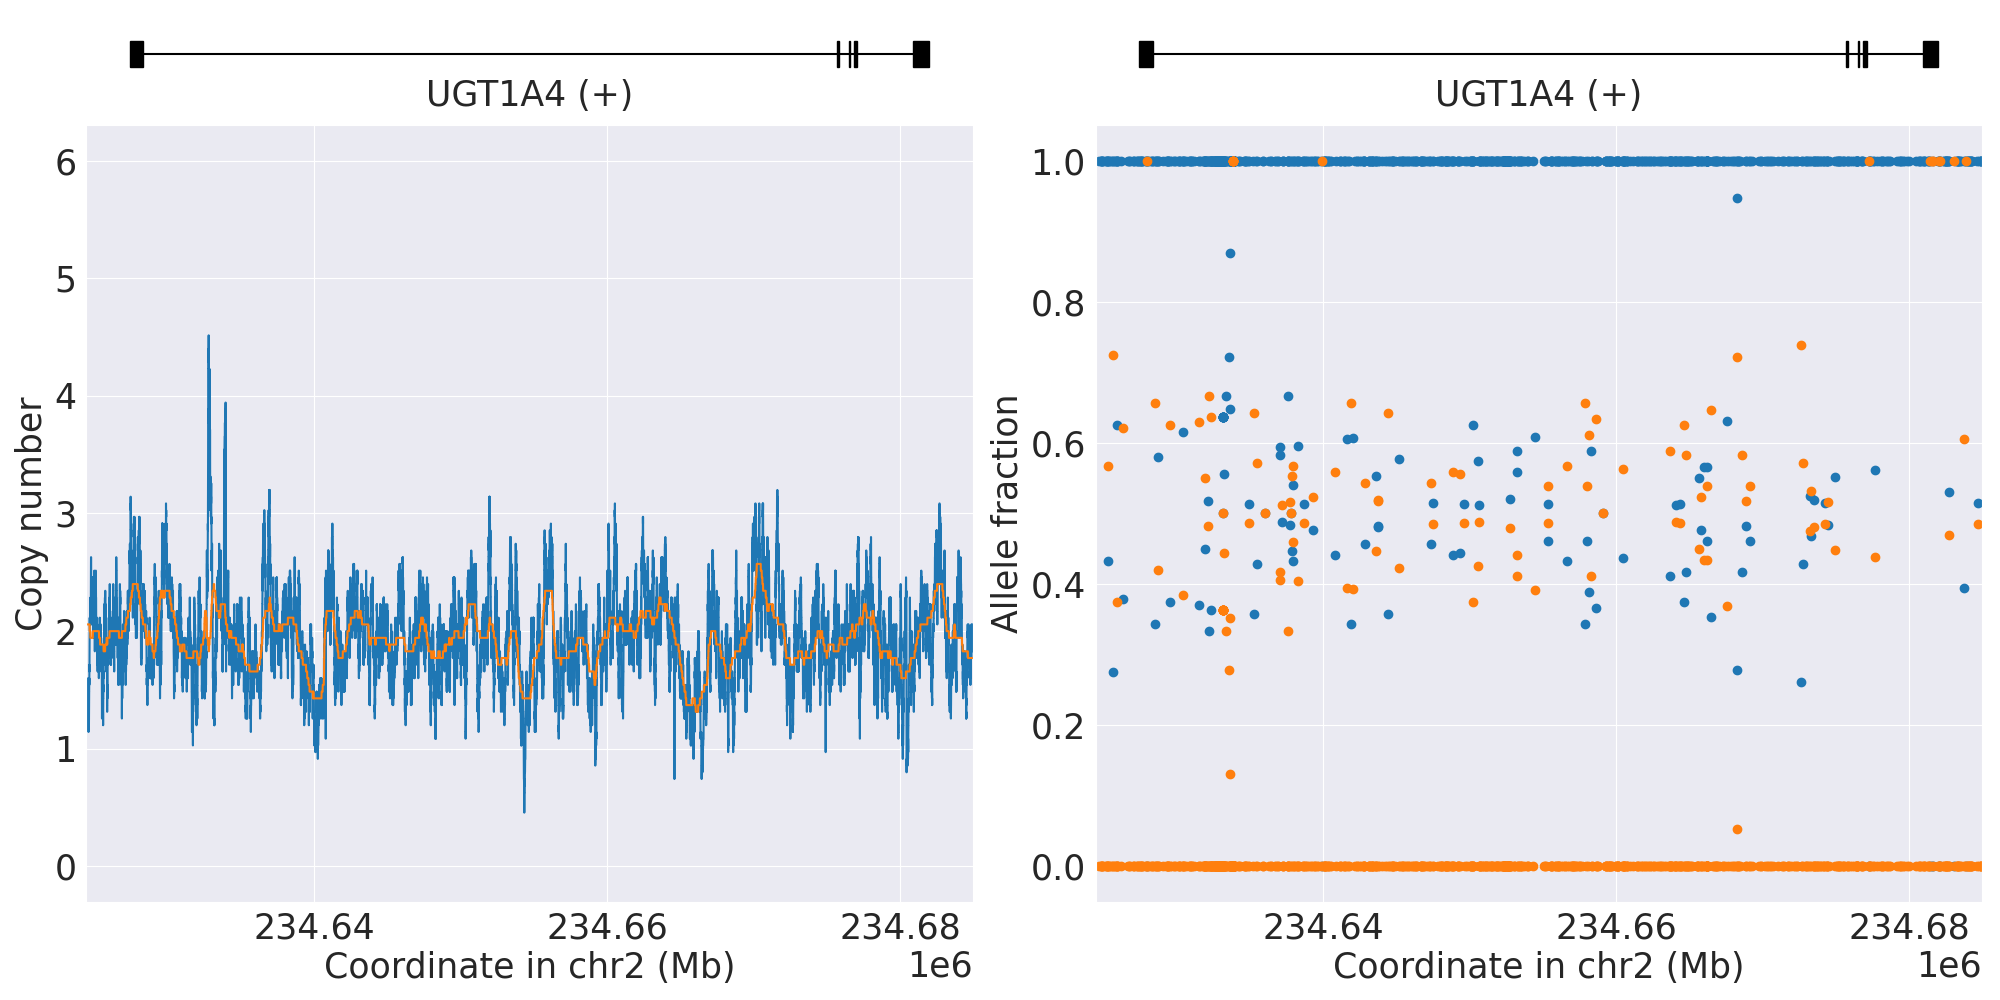 UGT1A4 (+)
6
5
4
3
2
1
0
Copy number
234.64 234.66 234.68
Coordinate in chr2 (Mb)
1e6
UGT1A4 (+)
1.0
0.8
0.6
0.4
0.2
0.0
Allele fraction
234.64 234.66 234.68
Coordinate in chr2 (Mb)
1e6